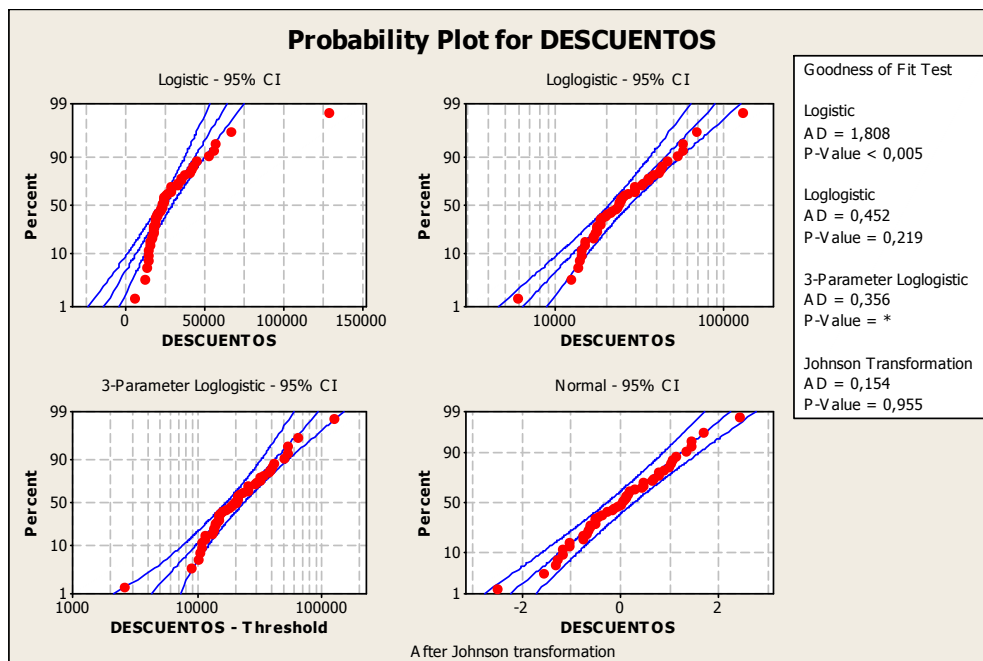 Probability Plot for DESCUENTOS
Logistic - 95% CI
99
90
50
10
1
Percent
0
50000
100000
150000
DESCUENTOS
Loglogistic - 95% CI
99
90
50
10
1
Percent
10000
100000
DESCUENTOS
3-Parameter Loglogistic - 95% CI
99
90
50
10
1
Percent
1000
10000
100000
DESCUENTOS - Threshold
Normal - 95% CI
99
90
50
10
1
Percent
-2
0
2
DESCUENTOS
After Johnson transformation
Goodness of Fit Test
Logistic
AD = 1,808
P-Value < 0,005
Loglogistic
AD = 0,452
P-Value = 0,219
3-Parameter Loglogistic
AD = 0,356
P-Value = *
Johnson Transformation
AD = 0,154
P-Value = 0,955